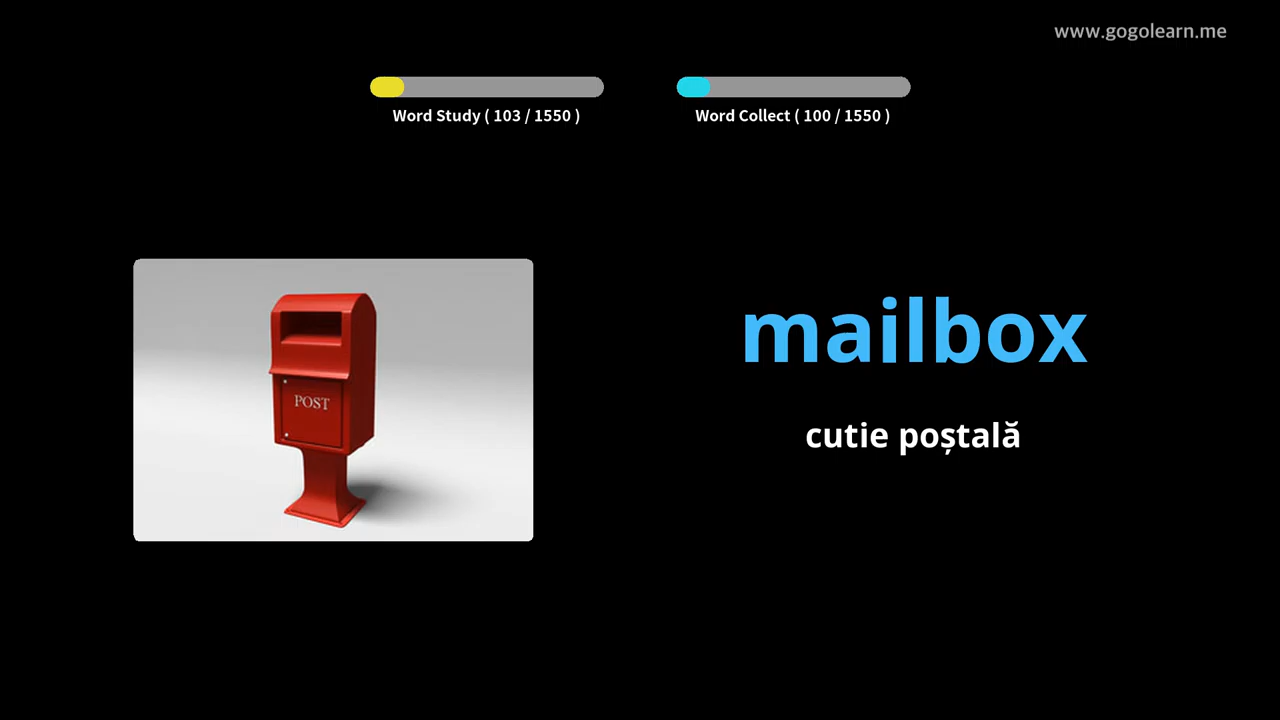 www.gogolearn.me
Word Study ( 103 / 1550 )
Word Collect ( 100 / 1550 )
POST
mailbox
cutie poștală